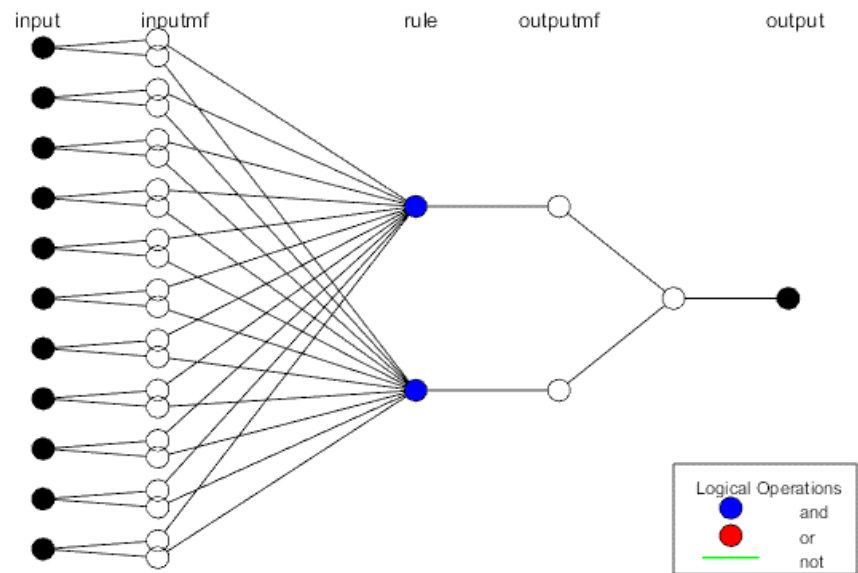 input inputmf rule outputmf output
Logical Operations
and
or
not